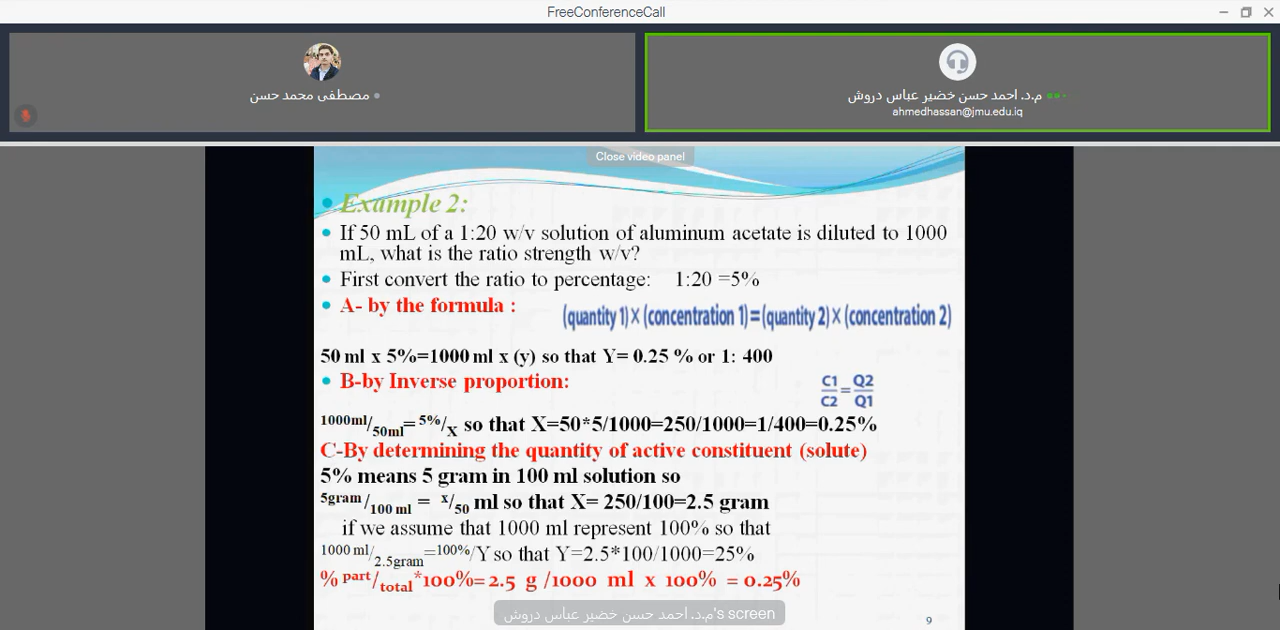 FreeConferenceCall
مصطفى محمد حسن
م.د. احمد حسن خضير عباس دروش
ahmedhassan@jmu.edu.iq
Close video panel
Example 2:
If 50 mL of a 1:20 w/v solution of aluminum acetate is diluted to 1000
mL, what is the ratio strength w/v?
First convert the ratio to percentage: 1:20 =5%
A- by the formula :
(quantity 1) X (concentration 1) = (quantity 2) X (concentration 2)
50 ml x 5%=1000 ml x (y) so that Y= 0.25 % or 1: 400
B-by Inverse proportion:
C1/C2 = Q2/Q1
1000ml/50ml= 5%/X so that X=50*5/1000=250/1000=1/400=0.25%
C-By determining the quantity of active constituent (solute)
5% means 5 gram in 100 ml solution so
5gram/100 ml = x/50 ml so that X= 250/100=2.5 gram
if we assume that 1000 ml represent 100% so that
1000 ml/2.5gram=100%/Y so that Y=2.5*100/1000=25%
% part/total*100%= 2.5 g /1000 ml x 100% = 0.25%
م.د. احمد حسن خضير عباس دروش's screen
9